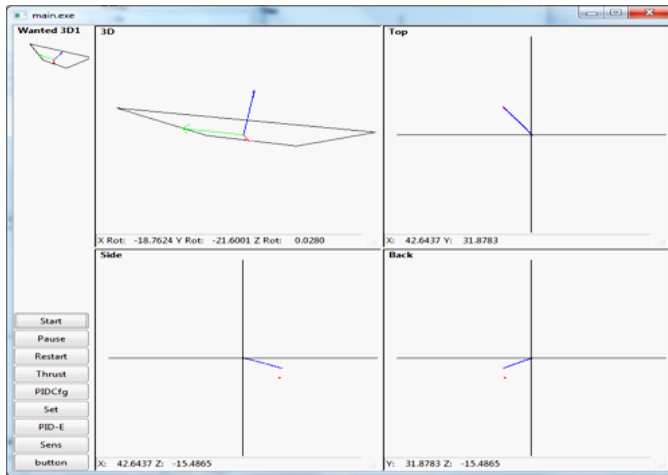 main.exe
Wanted 3D1
3D
X Rot: -18.7624 Y Rot: -21.6001 Z Rot: 0.0280
Top
X: 42.6437 Y: 31.8783
Side
X: 42.6437 Z: -15.4865
Back
Y: 31.8783 Z: -15.4865
Start
Pause
Restart
Thrust
PIDCfg
Set
PID-E
Sens
button